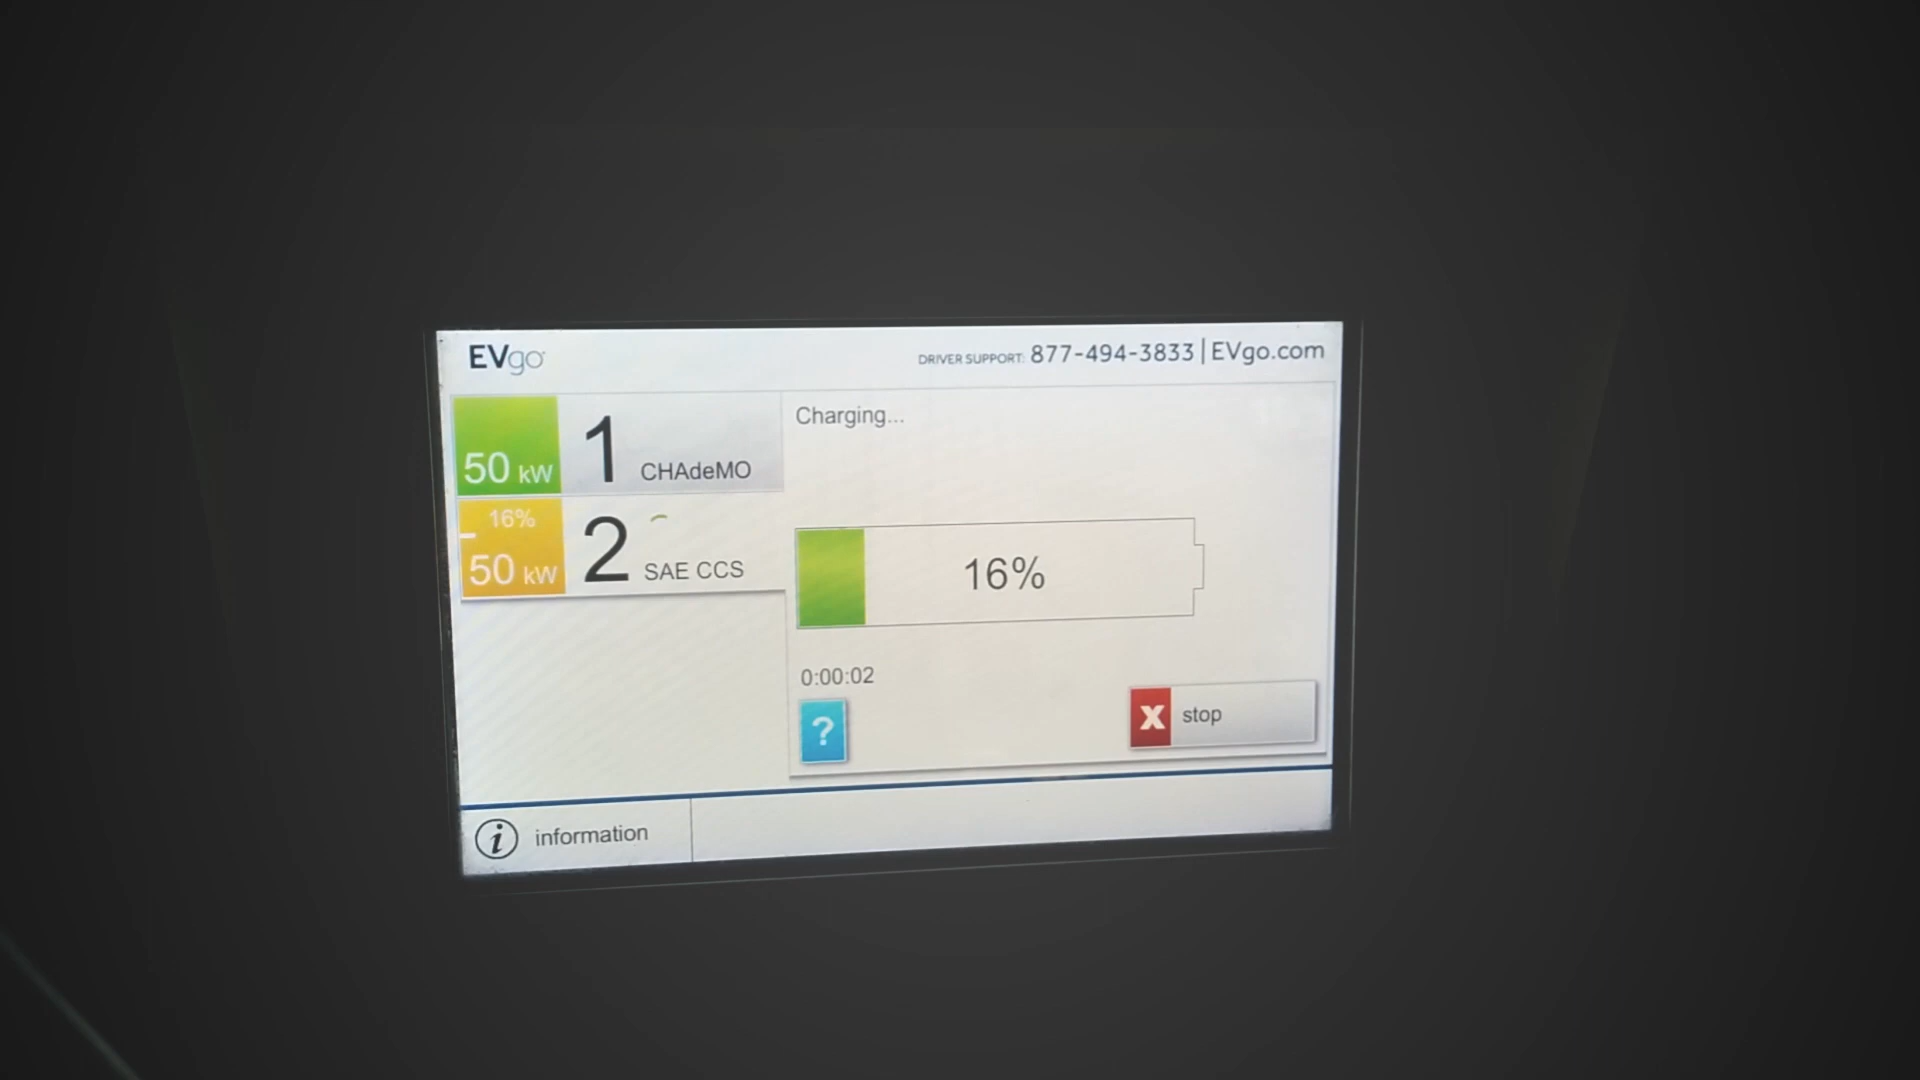 EVgo
DRIVER SUPPORT: 877-494-3833 | EVgo.com
50 kW 1 CHAdeMO
16%
50 kW 2 SAE CCS
Charging...
16%
0:00:02
?
X stop
i information